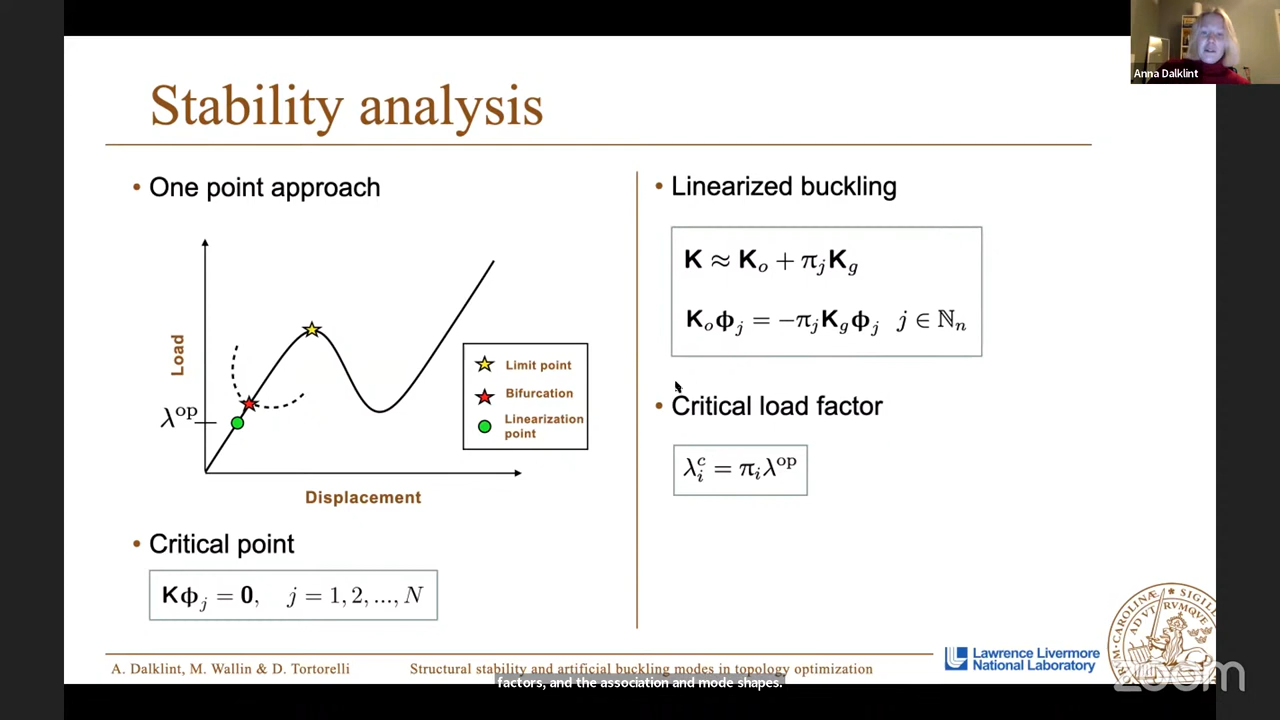 Anna Dalklint
Stability analysis
• One point approach
Load
λ^op
Displacement
Limit point
Bifurcation
Linearization
point
• Critical point
Kϕ_j = 0, j = 1, 2, ..., N
• Linearized buckling
K ≈ K_o + π_j K_g
K_o ϕ_j = −π_j K_g ϕ_j j ∈ ℕ_n
• Critical load factor
λ_i^c = π_i λ^op
A. Dalklint, M. Wallin & D. Tortorelli
Structural stability and artificial buckling modes in topology optimization
Lawrence Livermore
National Laboratory
factors, and the association and mode shapes.
zoom